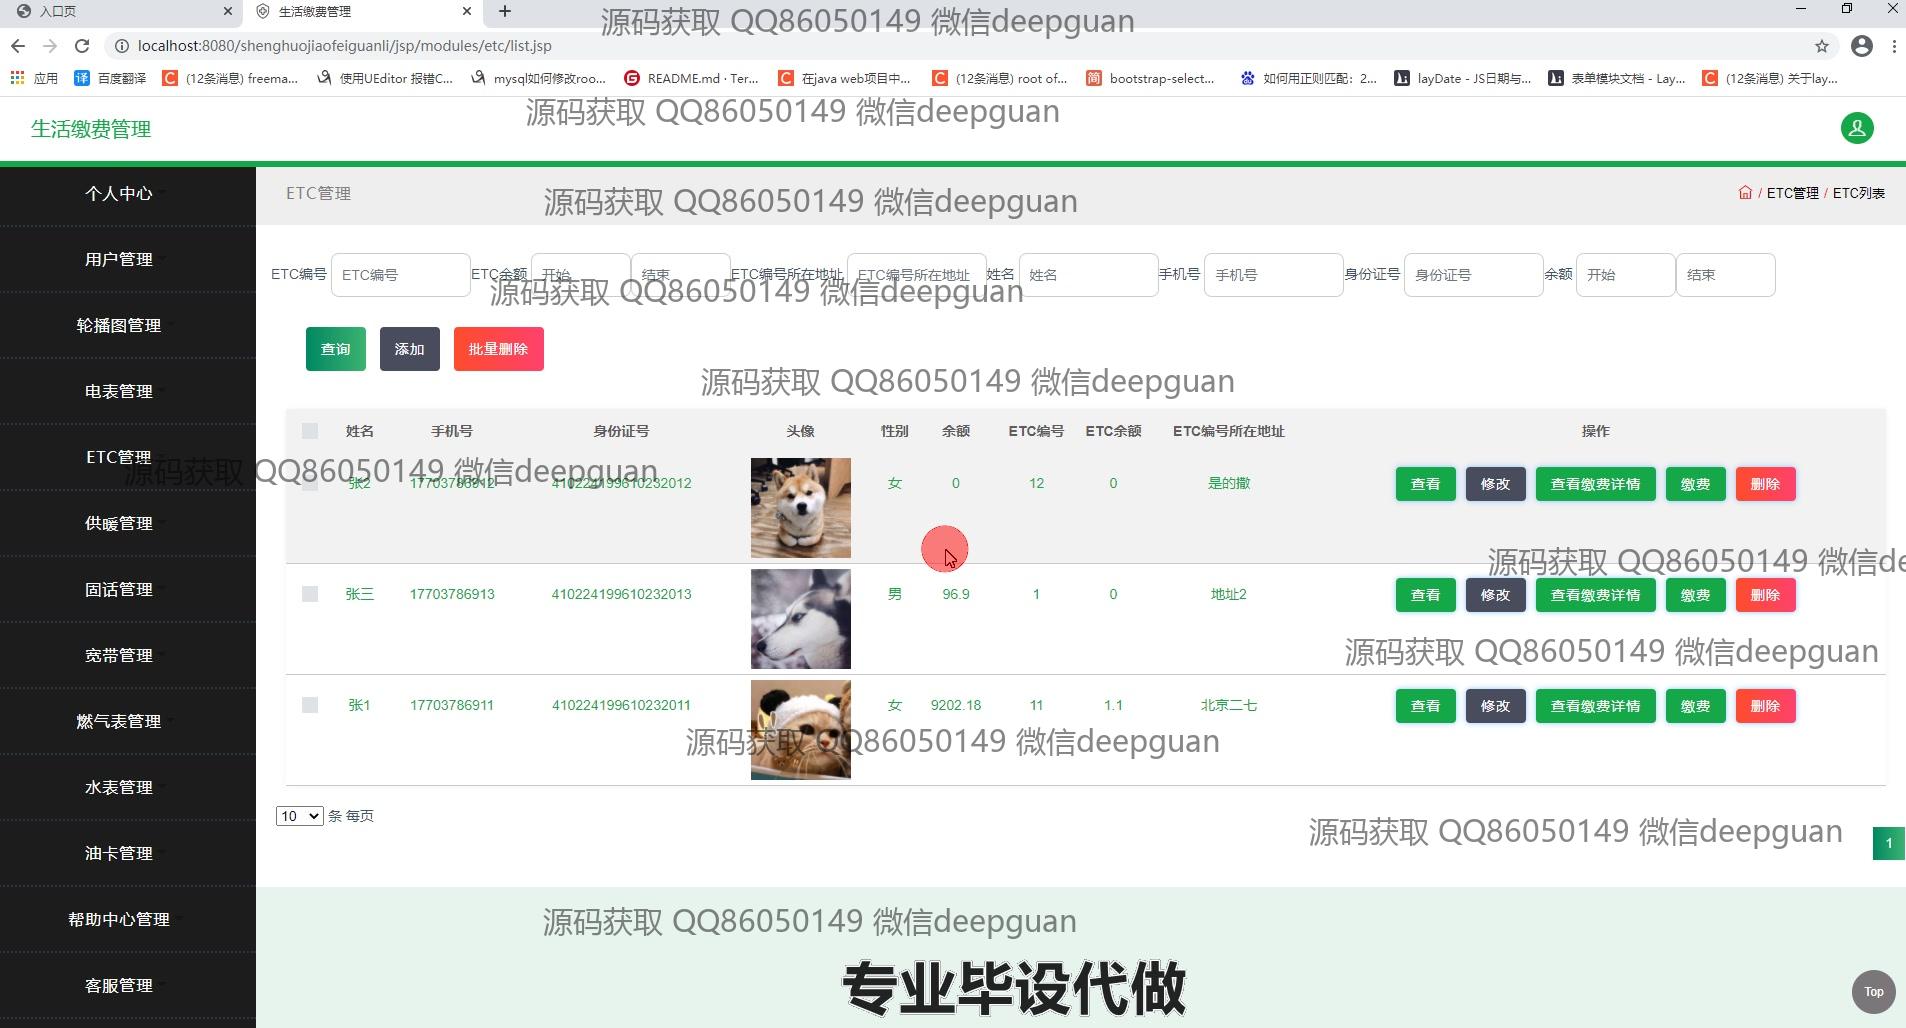 入口页
生活缴费管理
源码获取 QQ86050149 微信deepguan
localhost:8080/shenghuojiaofeiguanli/jsp/modules/etc/list.jsp
应用
百度翻译
(12条消息) freema...
使用UEditor 报错C...
mysql如何修改roo...
README.md · Ter...
在java web项目中...
(12条消息) root of...
bootstrap-select...
如何用正则匹配：2...
layDate - JS日期与...
表单模块文档 - Lay...
(12条消息) 关于lay...
源码获取 QQ86050149 微信deepguan
生活缴费管理
个人中心
用户管理
轮播图管理
电表管理
ETC管理
供暖管理
固话管理
宽带管理
燃气表管理
水表管理
油卡管理
帮助中心管理
客服管理
ETC管理
源码获取 QQ86050149 微信deepguan
/ ETC管理 / ETC列表
ETC编号 ETC编号 ETC余额 开始 结束 ETC编号所在地址 ETC编号所在地址 姓名 姓名 手机号 手机号 身份证号 身份证号 余额 开始 结束
源码获取 QQ86050149 微信deepguan
查询 添加 批量删除
源码获取 QQ86050149 微信deepguan
姓名 手机号 身份证号 头像 性别 余额 ETC编号 ETC余额 ETC编号所在地址 操作
源码获取 QQ86050149 微信deepguan
张2 17703786912 410224199610232012 女 0 12 0 是的撒 查看 修改 查看缴费详情 缴费 删除
源码获取 QQ86050149 微信de
张三 17703786913 410224199610232013 男 96.9 1 0 地址2 查看 修改 查看缴费详情 缴费 删除
源码获取 QQ86050149 微信deepguan
张1 17703786911 410224199610232011 女 9202.18 11 1.1 北京二七 查看 修改 查看缴费详情 缴费 删除
源码获取 QQ86050149 微信deepguan
10 条 每页
源码获取 QQ86050149 微信deepguan
1
源码获取 QQ86050149 微信deepguan
专业毕设代做
Top